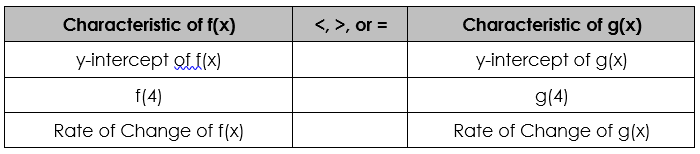 Characteristic of f(x) <, >, or = Characteristic of g(x)
y-intercept of f(x) y-intercept of g(x)
f(4) g(4)
Rate of Change of f(x) Rate of Change of g(x)